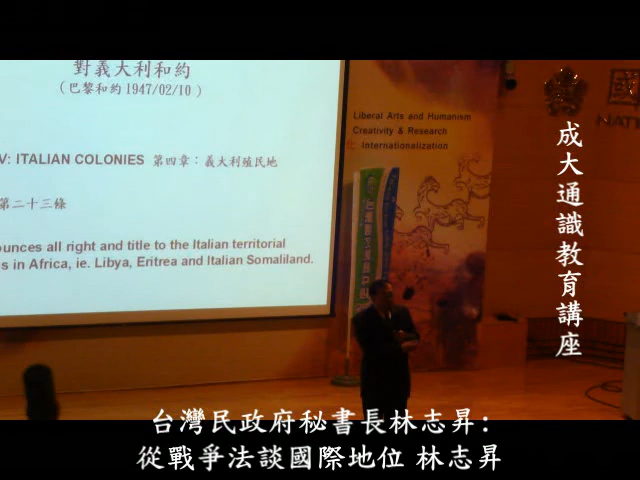 對義大利和約
(巴黎和約 1947/02/10 )
V: ITALIAN COLONIES 第四章：義大利殖民地
第二十三條
ounces all right and title to the Italian territorial
s in Africa, ie. Libya, Eritrea and Italian Somaliland.
Liberal Arts and Humanism
Creativity & Research
化 Internationalization
國
NATI
成大通識教育講座
台灣民政府秘書長林志昇:
從戰爭法談國際地位 林志昇